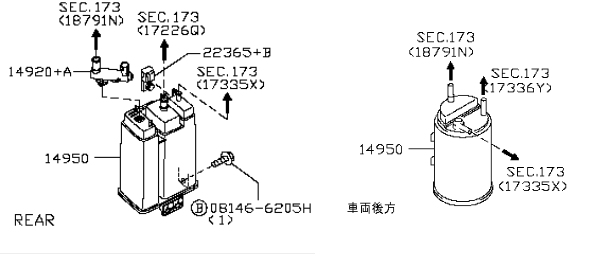 SEC.173
(18791N)
SEC.173
(17226Q)
22365+B
14920+A
SEC.173
(17335X)
14950
B 08146-6205H
(1)
REAR
SEC.173
(18791N)
SEC.173
(17336Y)
14950
SEC.173
(17335X)
車両後方